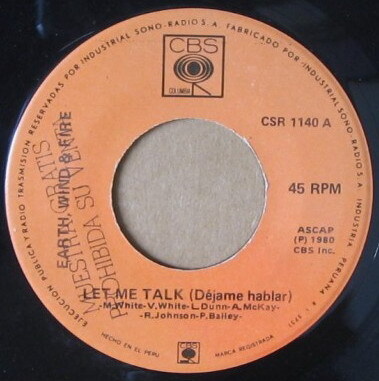 EJECUCION PUBLICA Y RADIO TRASMISION RESERVADAS POR INDUSTRIAL SONO-RADIO S.A. FABRICADO POR INDUSTRIAL SONO-RADIO S.A. INDUSTRIA PERUANA
CBS
COLUMBIA
CSR 1140 A
45 RPM
ASCAP
(P) 1980
CBS Inc.
EARTH, WIND & FIRE
MUESTRA GRATIS
PROHIBIDA SU VENTA
LET ME TALK (Déjame hablar)
-M.White-V.White-L.Dunn-A.McKay-
-R.Johnson-P.Bailey-
HECHO EN EL PERU
CBS
MARCA REGISTRADA